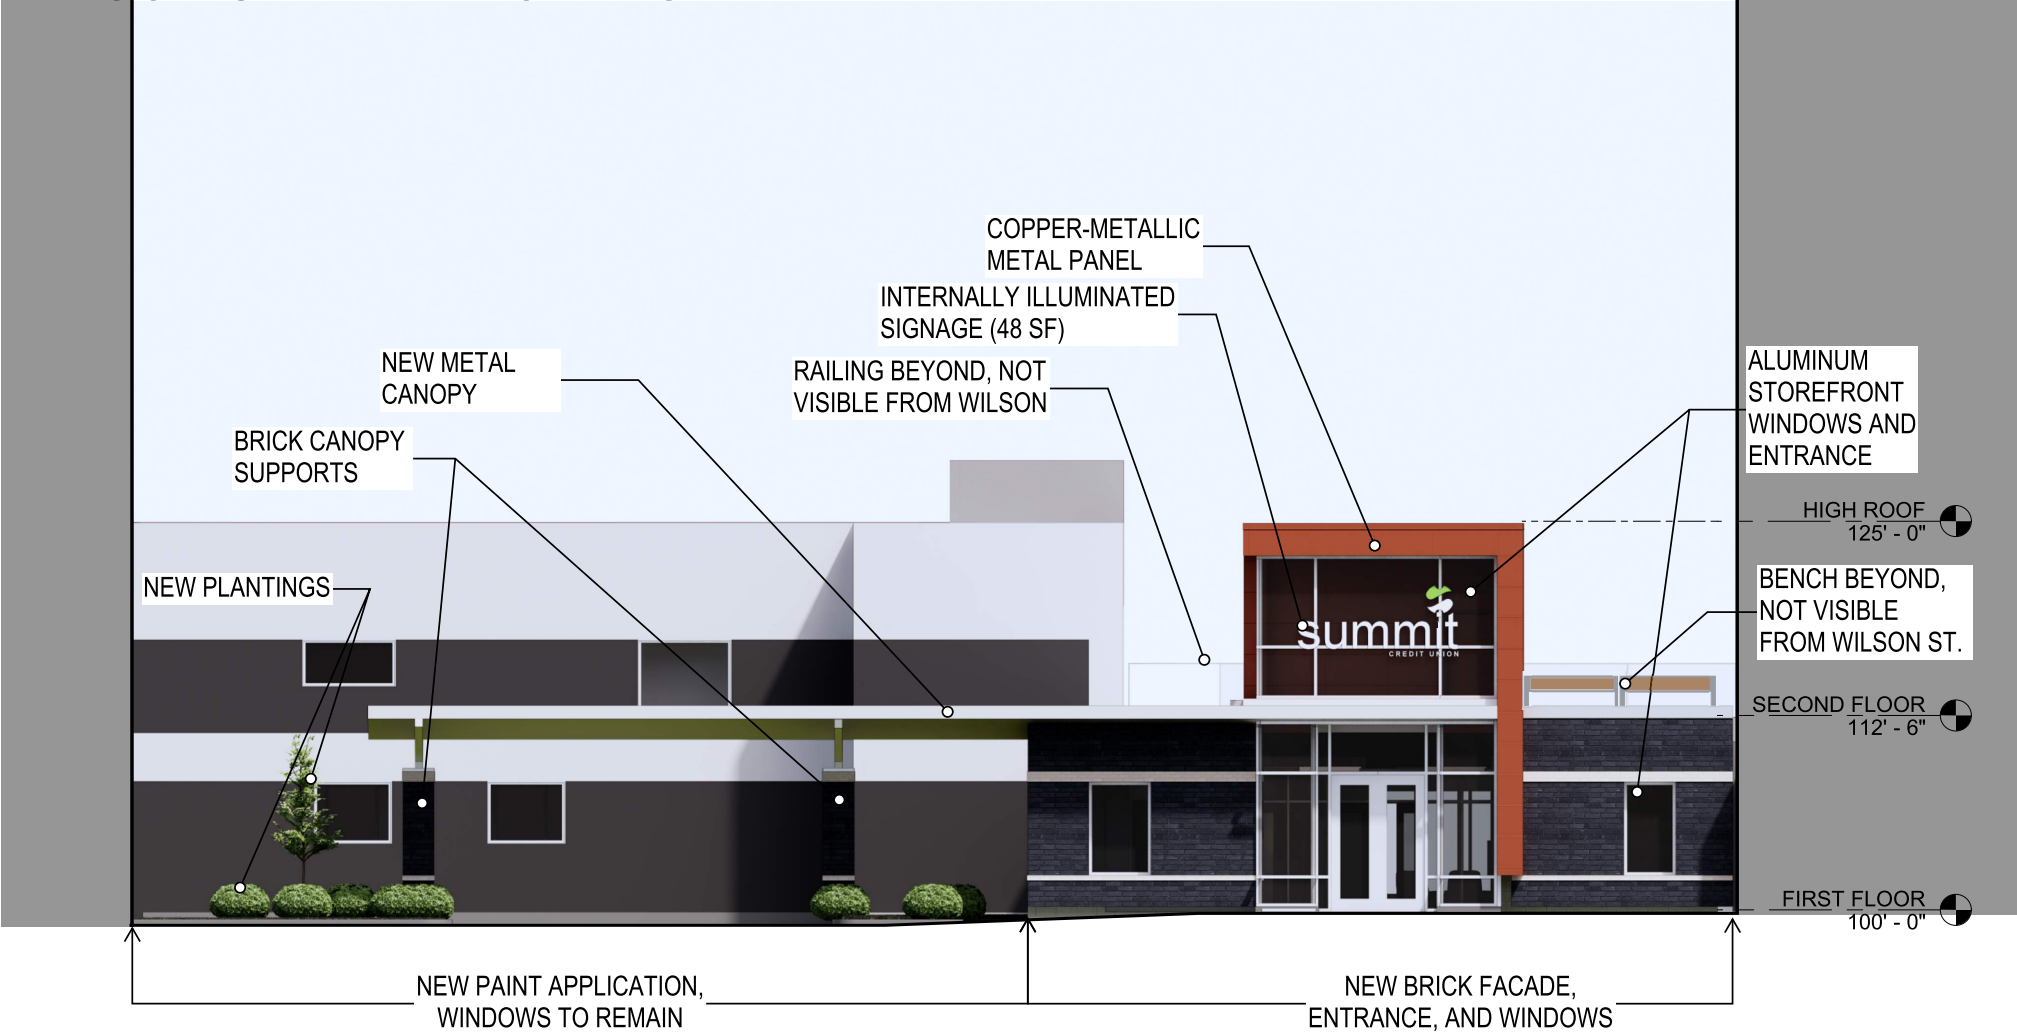 COPPER-METALLIC
METAL PANEL
INTERNALLY ILLUMINATED
SIGNAGE (48 SF)
RAILING BEYOND, NOT
VISIBLE FROM WILSON
NEW METAL
CANOPY
BRICK CANOPY
SUPPORTS
NEW PLANTINGS
ALUMINUM
STOREFRONT
WINDOWS AND
ENTRANCE
HIGH ROOF
125' - 0"
BENCH BEYOND,
NOT VISIBLE
FROM WILSON ST.
summit
CREDIT UNION
SECOND FLOOR
112' - 6"
FIRST FLOOR
100' - 0"
NEW PAINT APPLICATION,
WINDOWS TO REMAIN
NEW BRICK FACADE,
ENTRANCE, AND WINDOWS